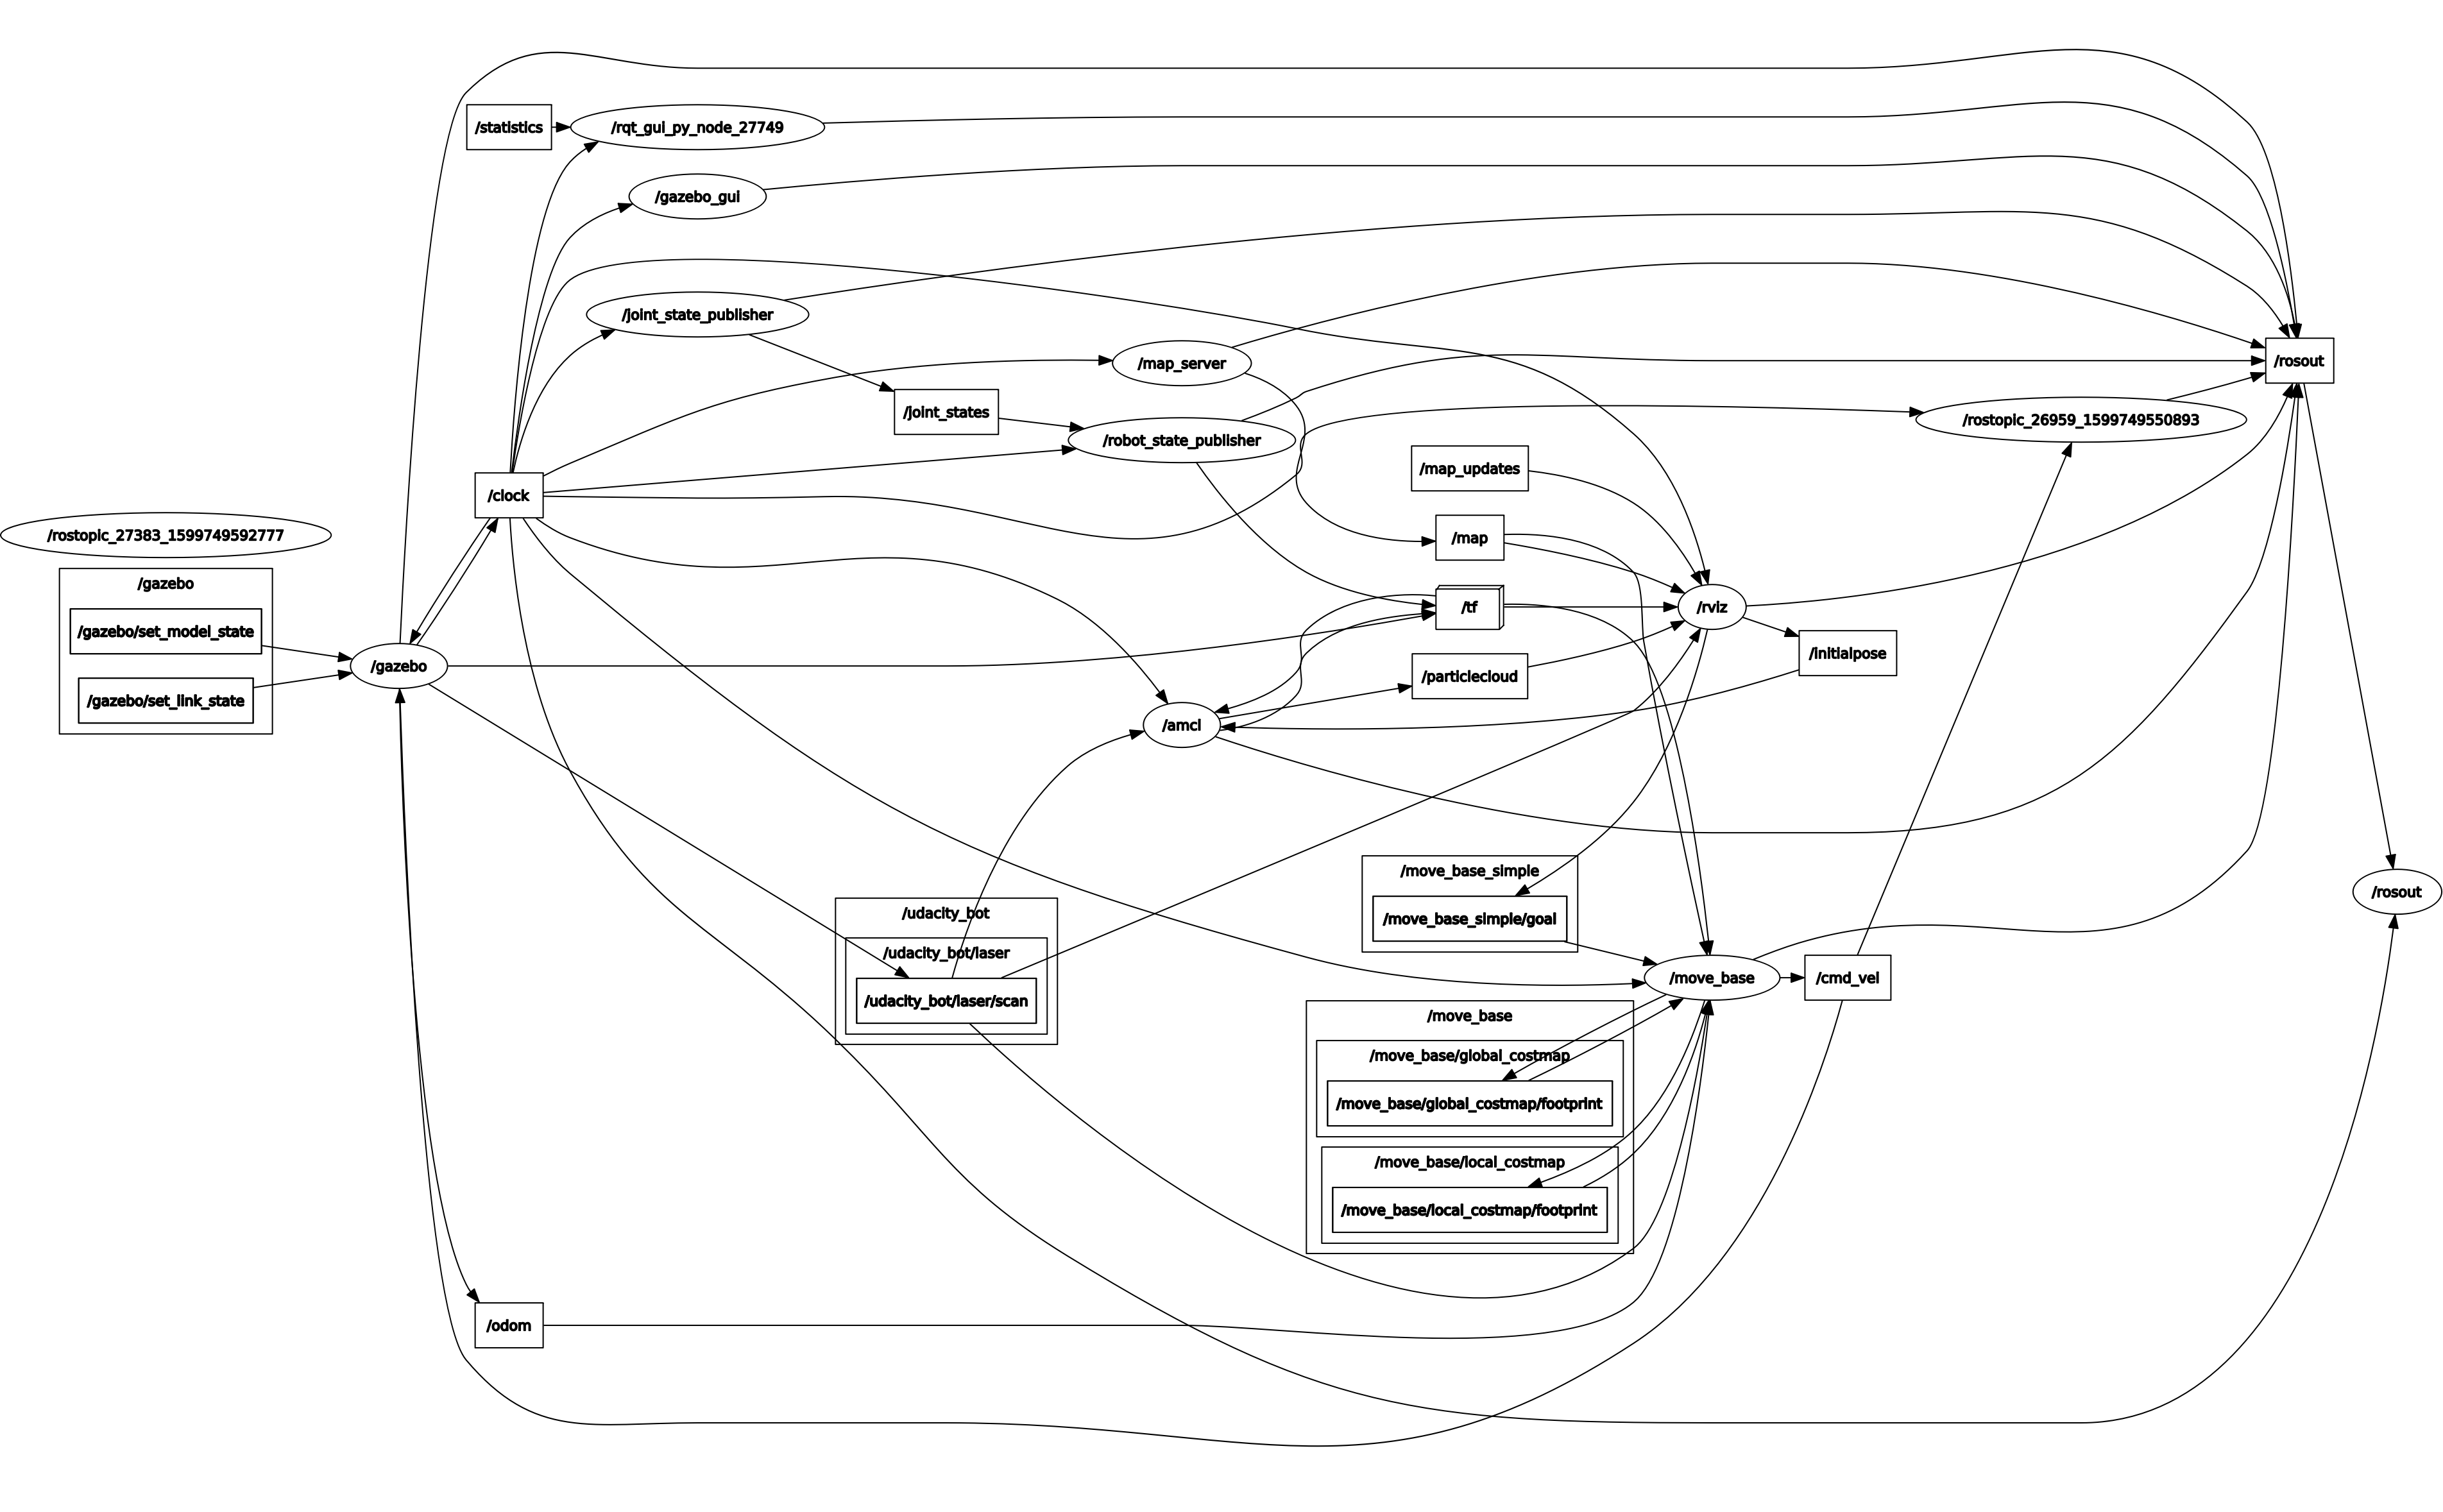 /statistics
/rqt_gui_py_node_27749
/gazebo_gui
/joint_state_publisher
/map_server
/rosout
/joint_states
/rostopic_26959_1599749550893
/robot_state_publisher
/map_updates
/clock
/rostopic_27383_1599749592777
/map
/gazebo
/gazebo/set_model_state
/gazebo/set_link_state
/gazebo
/tf
/rviz
/initialpose
/particlecloud
/amcl
/move_base_simple
/move_base_simple/goal
/rosout
/udacity_bot
/udacity_bot/laser
/udacity_bot/laser/scan
/move_base
/cmd_vel
/move_base
/move_base/global_costmap
/move_base/global_costmap/footprint
/move_base/local_costmap
/move_base/local_costmap/footprint
/odom